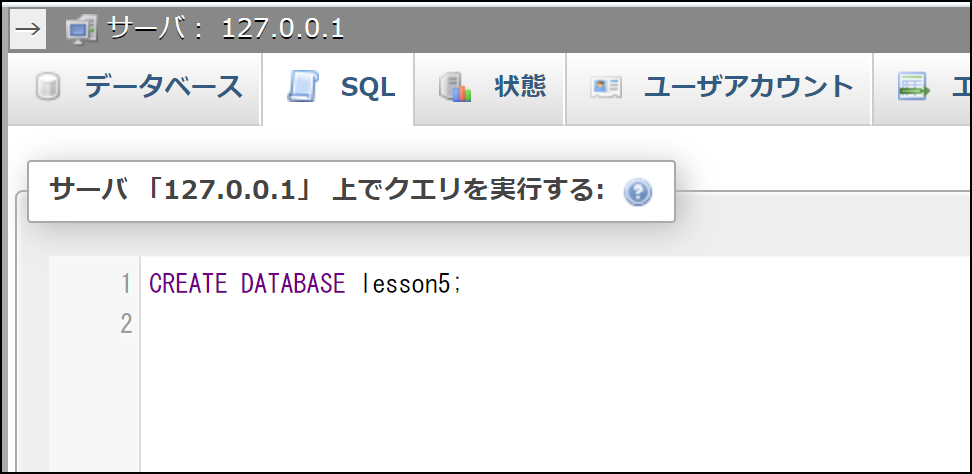 → サーバ： 127.0.0.1
データベース SQL 状態 ユーザアカウント エ
サーバ 「127.0.0.1」 上でクエリを実行する:
1 CREATE DATABASE lesson5;
2